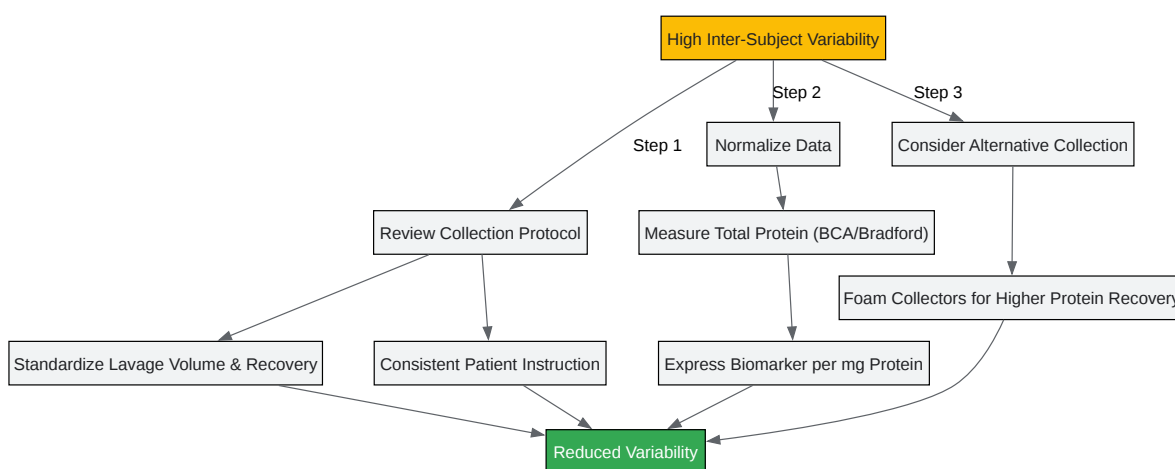 High Inter-Subject Variability
Step 2
Step 3
Step 1
Normalize Data
Consider Alternative Collection
Review Collection Protocol
Measure Total Protein (BCA/Bradford)
Foam Collectors for Higher Protein Recovery
Standardize Lavage Volume & Recovery
Consistent Patient Instruction
Express Biomarker per mg Protein
Reduced Variability